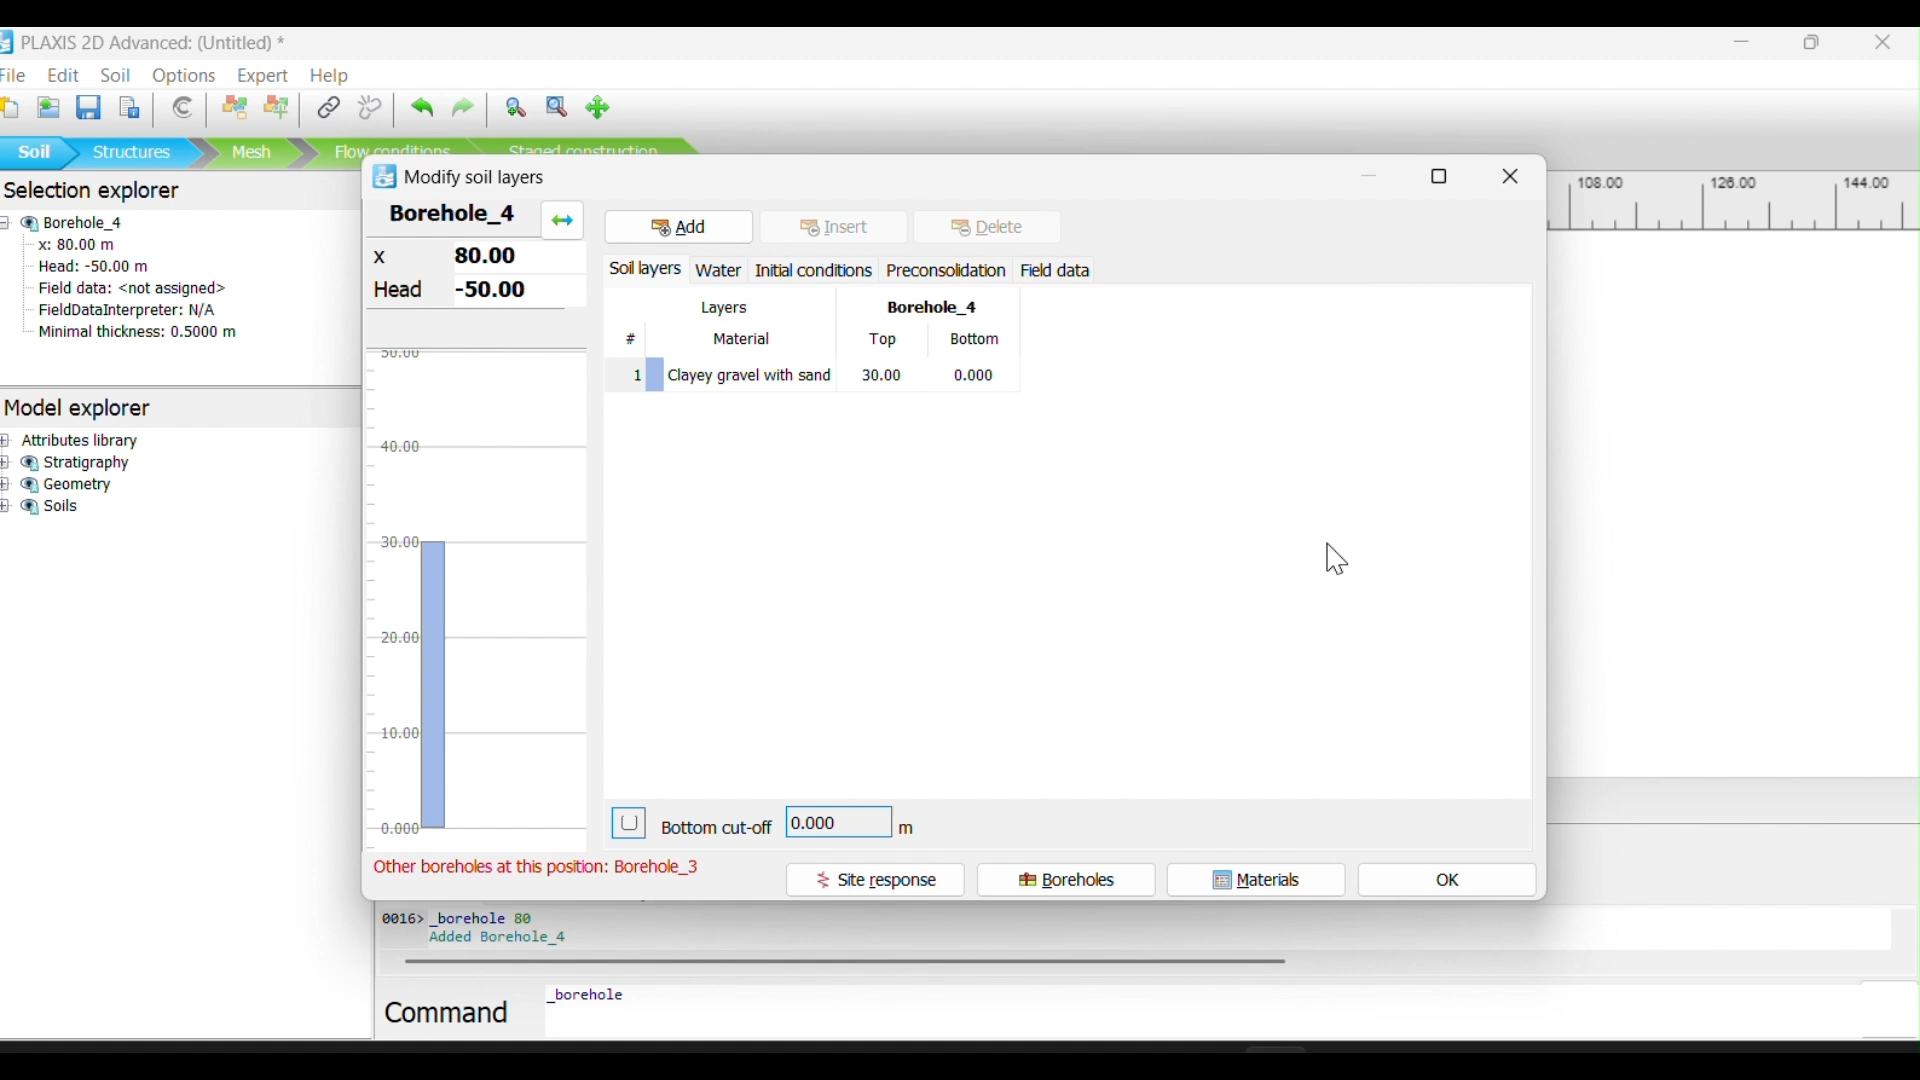 PLAXIS 2D Advanced: (Untitled) *
File Edit Soil Options Expert Help
Soil Structures Mesh Flow conditions Staged construction
Selection explorer
Borehole_4
x: 80.00 m
Head: -50.00 m
Field data: <not assigned>
FieldDataInterpreter: N/A
Minimal thickness: 0.5000 m
Model explorer
Attributes library
Stratigraphy
Geometry
Soils
Modify soil layers
Borehole_4
x 80.00
Head -50.00
50.00
40.00
30.00
20.00
10.00
0.000
Add Insert Delete
Soil layers Water Initial conditions Preconsolidation Field data
Layers Borehole_4
# Material Top Bottom
1 Clayey gravel with sand 30.00 0.000
Bottom cut-off 0.000 m
Other boreholes at this position: Borehole_3
Site response Boreholes Materials OK
108.00 126.00 144.00
0016> _borehole 80
Added Borehole_4
Command _borehole